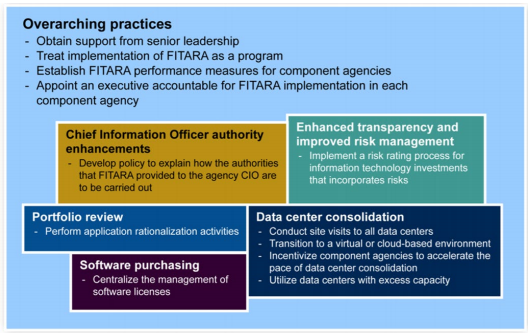 Overarching practices
- Obtain support from senior leadership
- Treat implementation of FITARA as a program
- Establish FITARA performance measures for component agencies
- Appoint an executive accountable for FITARA implementation in each
component agency
Chief Information Officer authority
enhancements
- Develop policy to explain how the authorities
that FITARA provided to the agency CIO are
to be carried out
Enhanced transparency and
improved risk management
- Implement a risk rating process for
information technology investments
that incorporates risks
Portfolio review
- Perform application rationalization activities
Data center consolidation
- Conduct site visits to all data centers
- Transition to a virtual or cloud-based environment
- Incentivize component agencies to accelerate the
pace of data center consolidation
- Utilize data centers with excess capacity
Software purchasing
- Centralize the management of
software licenses